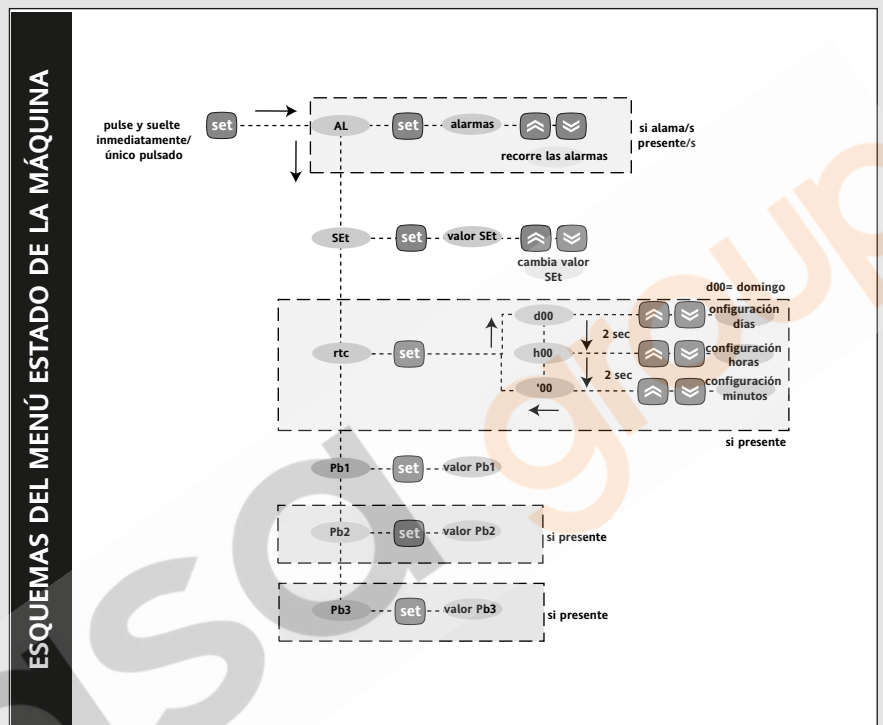 ESQUEMAS DEL MENÚ ESTADO DE LA MÁQUINA
pulse y suelte
inmediatamente/
único pulsado
set
AL
set
alarmas
recorre las alarmas
si alama/s
presente/s
SEt
set
valor SEt
cambia valor
SEt
d00= domingo
rtc
set
d00
2 sec
onfiguración
días
h00
configuración
horas
2 sec
'00
configuración
minutos
si presente
Pb1
set
valor Pb1
Pb2
set
valor Pb2
si presente
Pb3
set
valor Pb3
si presente
asd group